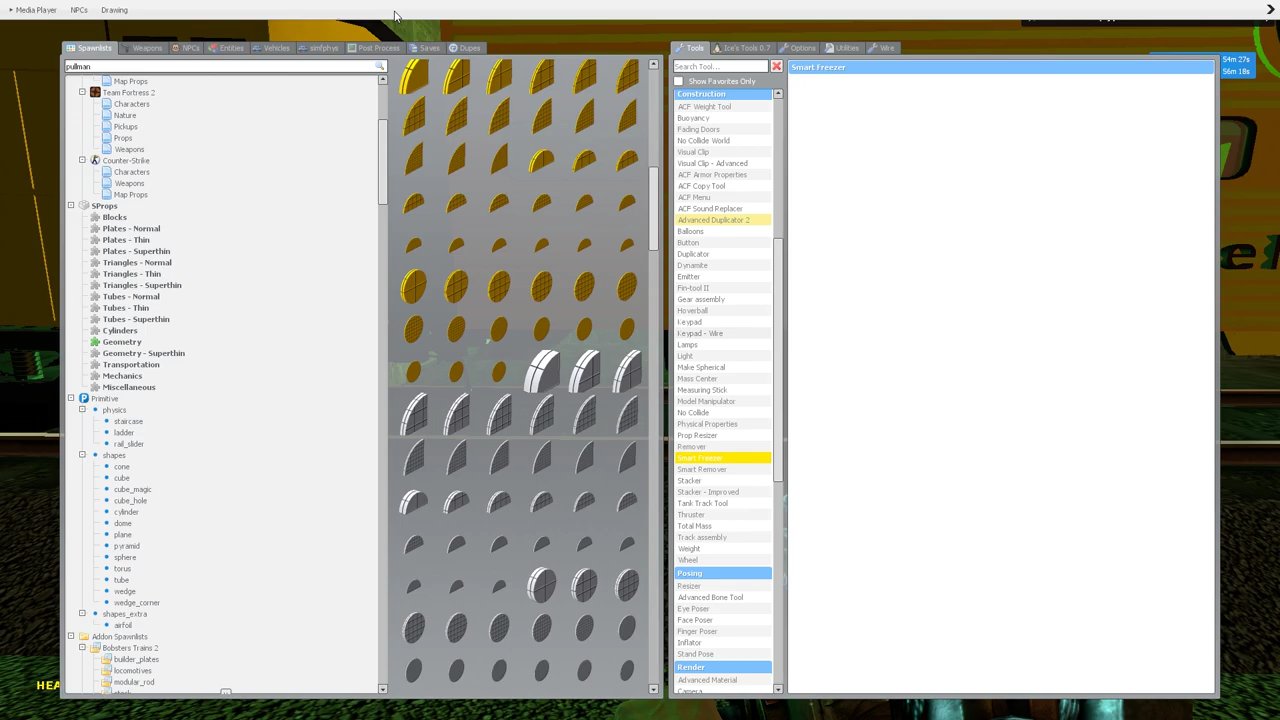 Media Player NPCs Drawing
Spawnlists Weapons NPCs Entities Vehicles simfphys Post Process Saves Dupes
pullman
Map Props
Team Fortress 2
Characters
Nature
Pickups
Props
Weapons
Counter-Strike
Characters
Weapons
Map Props
SProps
Blocks
Plates - Normal
Plates - Thin
Plates - Superthin
Triangles - Normal
Triangles - Thin
Triangles - Superthin
Tubes - Normal
Tubes - Thin
Tubes - Superthin
Cylinders
Geometry
Geometry - Superthin
Transportation
Mechanics
Miscellaneous
Primitive
physics
staircase
ladder
rail_slider
shapes
cone
cube
cube_magic
cube_hole
cylinder
dome
plane
pyramid
sphere
torus
tube
wedge
wedge_corner
shapes_extra
airfoil
Addon Spawnlists
Bobsters Trains 2
builder_plates
locomotives
modular_rod
HEA
Tools Ice's Tools 0.7 Options Utilities Wire
Search Tool...
Show Favorites Only
Construction
ACF Weight Tool
Buoyancy
Fading Doors
No Collide World
Visual Clip
Visual Clip - Advanced
ACF Armor Properties
ACF Copy Tool
ACF Menu
ACF Sound Replacer
Advanced Duplicator 2
Balloons
Button
Duplicator
Dynamite
Emitter
Fin-tool II
Gear assembly
Hoverball
Keypad
Keypad - Wire
Lamps
Light
Make Spherical
Mass Center
Measuring Stick
Model Manipulator
No Collide
Physical Properties
Prop Resizer
Remover
Smart Freezer
Smart Remover
Stacker
Stacker - Improved
Tank Track Tool
Thruster
Total Mass
Track assembly
Weight
Wheel
Posing
Resizer
Advanced Bone Tool
Eye Poser
Face Poser
Finger Poser
Inflator
Stand Pose
Render
Advanced Material
Camera
Smart Freezer
54m 27s
56m 18s